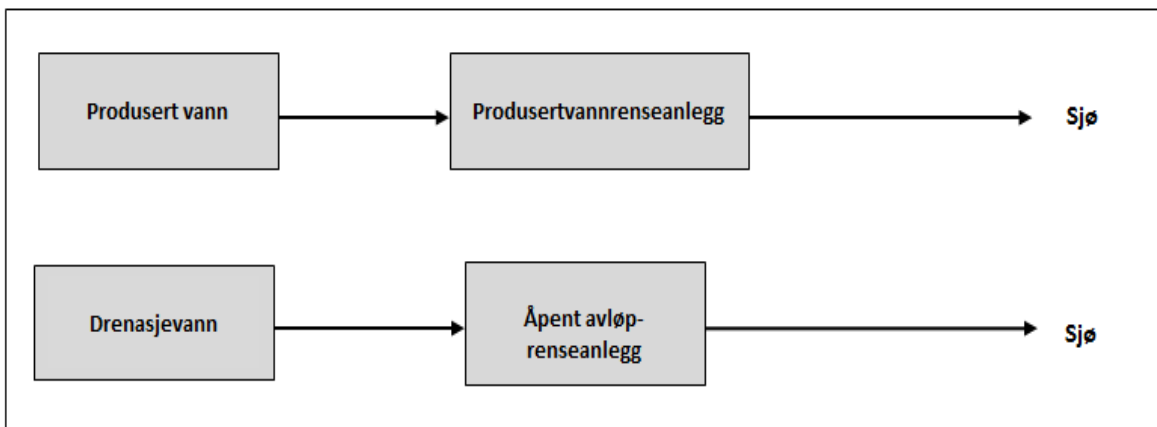 Produsert vann
Produsertvannrenseanlegg
Sjø
Drenasjevann
Åpent avløp-
renseanlegg
Sjø